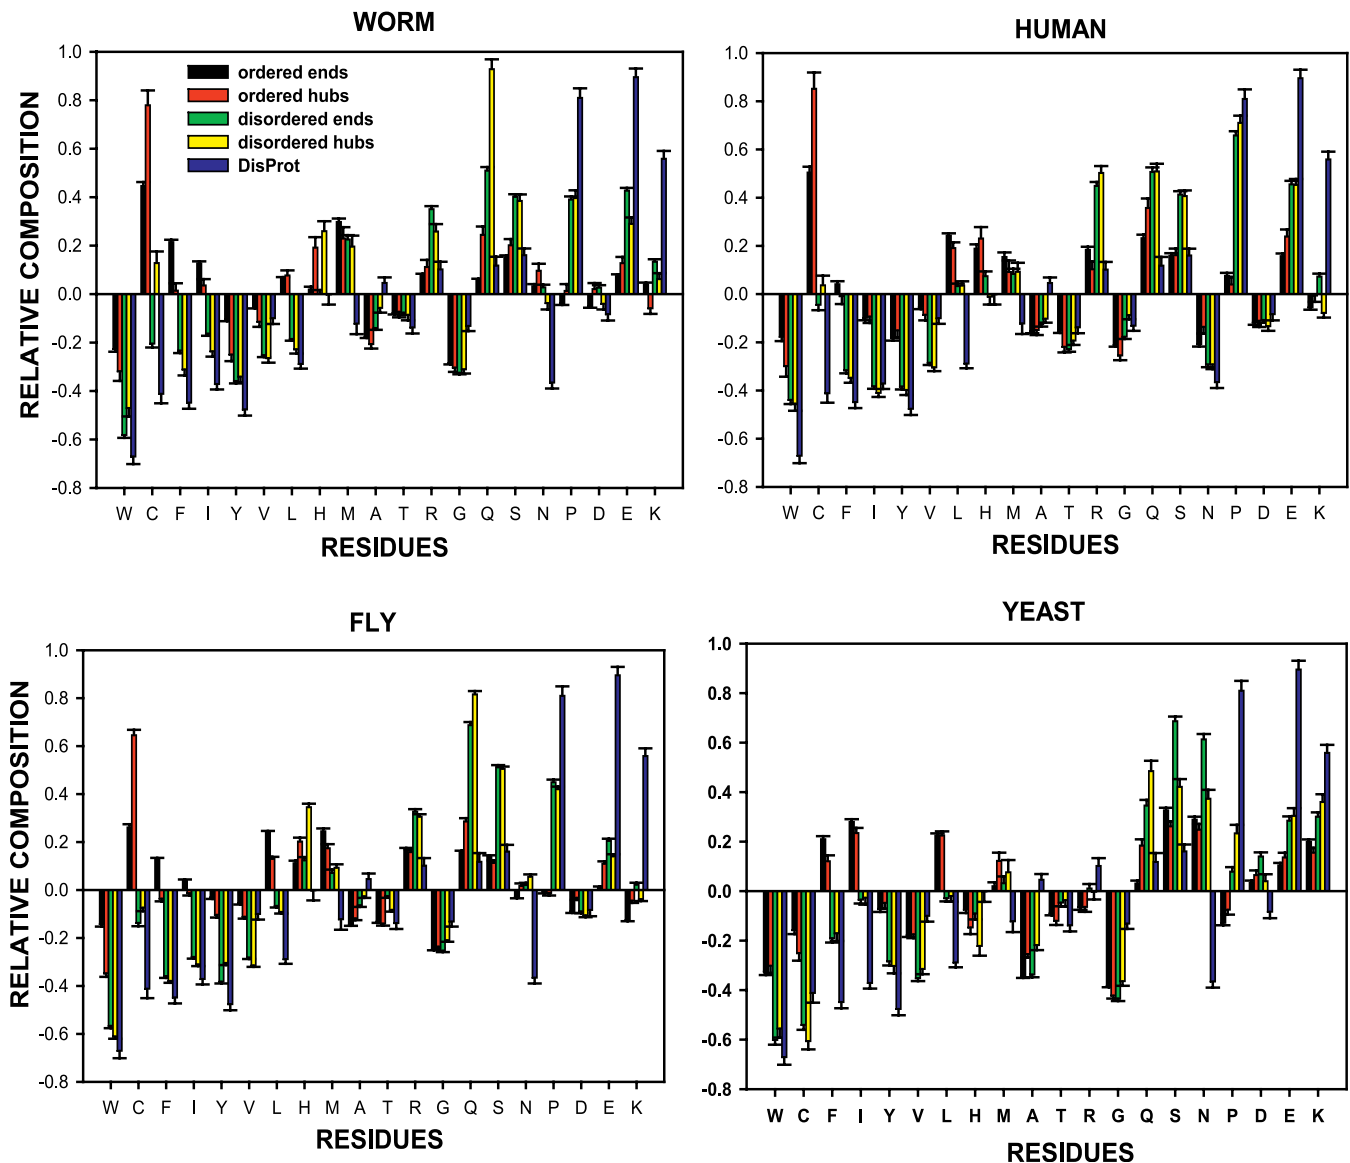 WORM
RELATIVE COMPOSITION
1.0
0.8
0.6
0.4
0.2
0.0
-0.2
-0.4
-0.6
-0.8
ordered ends
ordered hubs
disordered ends
disordered hubs
DisProt
W C F I Y V L H M A T R G Q S N P D E K
RESIDUES
HUMAN
RELATIVE COMPOSITION
1.0
0.8
0.6
0.4
0.2
0.0
-0.2
-0.4
-0.6
-0.8
W C F I Y V L H M A T R G Q S N P D E K
RESIDUES
FLY
RELATIVE COMPOSITION
1.0
0.8
0.6
0.4
0.2
0.0
-0.2
-0.4
-0.6
-0.8
W C F I Y V L H M A T R G Q S N P D E K
RESIDUES
YEAST
RELATIVE COMPOSITION
1.0
0.8
0.6
0.4
0.2
0.0
-0.2
-0.4
-0.6
-0.8
W C F I Y V L H M A T R G Q S N P D E K
RESIDUES